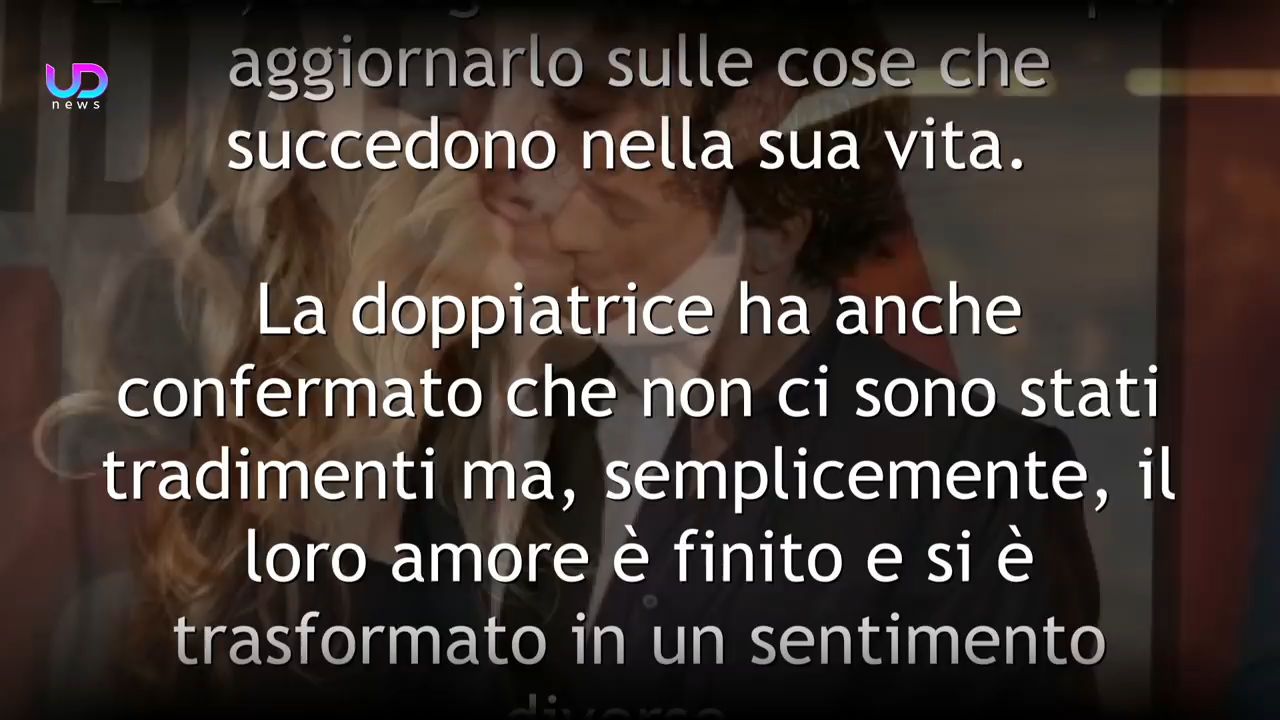 UD
news
aggiornarlo sulle cose che
succedono nella sua vita.
La doppiatrice ha anche
confermato che non ci sono stati
tradimenti ma, semplicemente, il
loro amore è finito e si è
trasformato in un sentimento